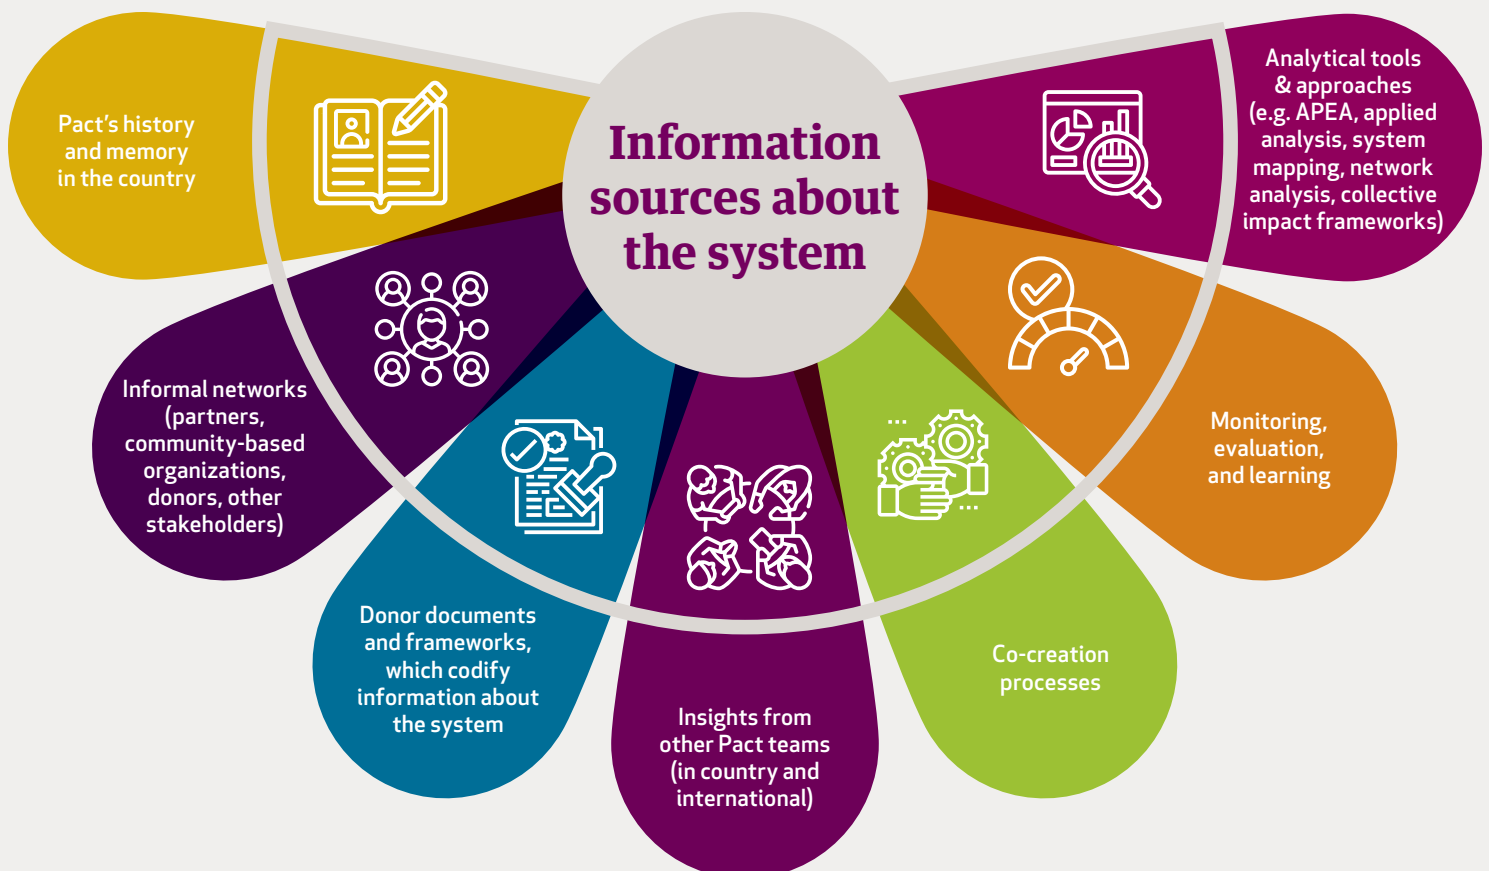 Information
sources about
the system
Pact’s history
and memory
in the country
Informal networks
(partners,
community-based
organizations,
donors, other
stakeholders)
Donor documents
and frameworks,
which codify
information about
the system
Insights from
other Pact teams
(in country and
international)
Co-creation
processes
Monitoring,
evaluation,
and learning
Analytical tools
& approaches
(e.g. APEA, applied
analysis, system
mapping, network
analysis, collective
impact frameworks)